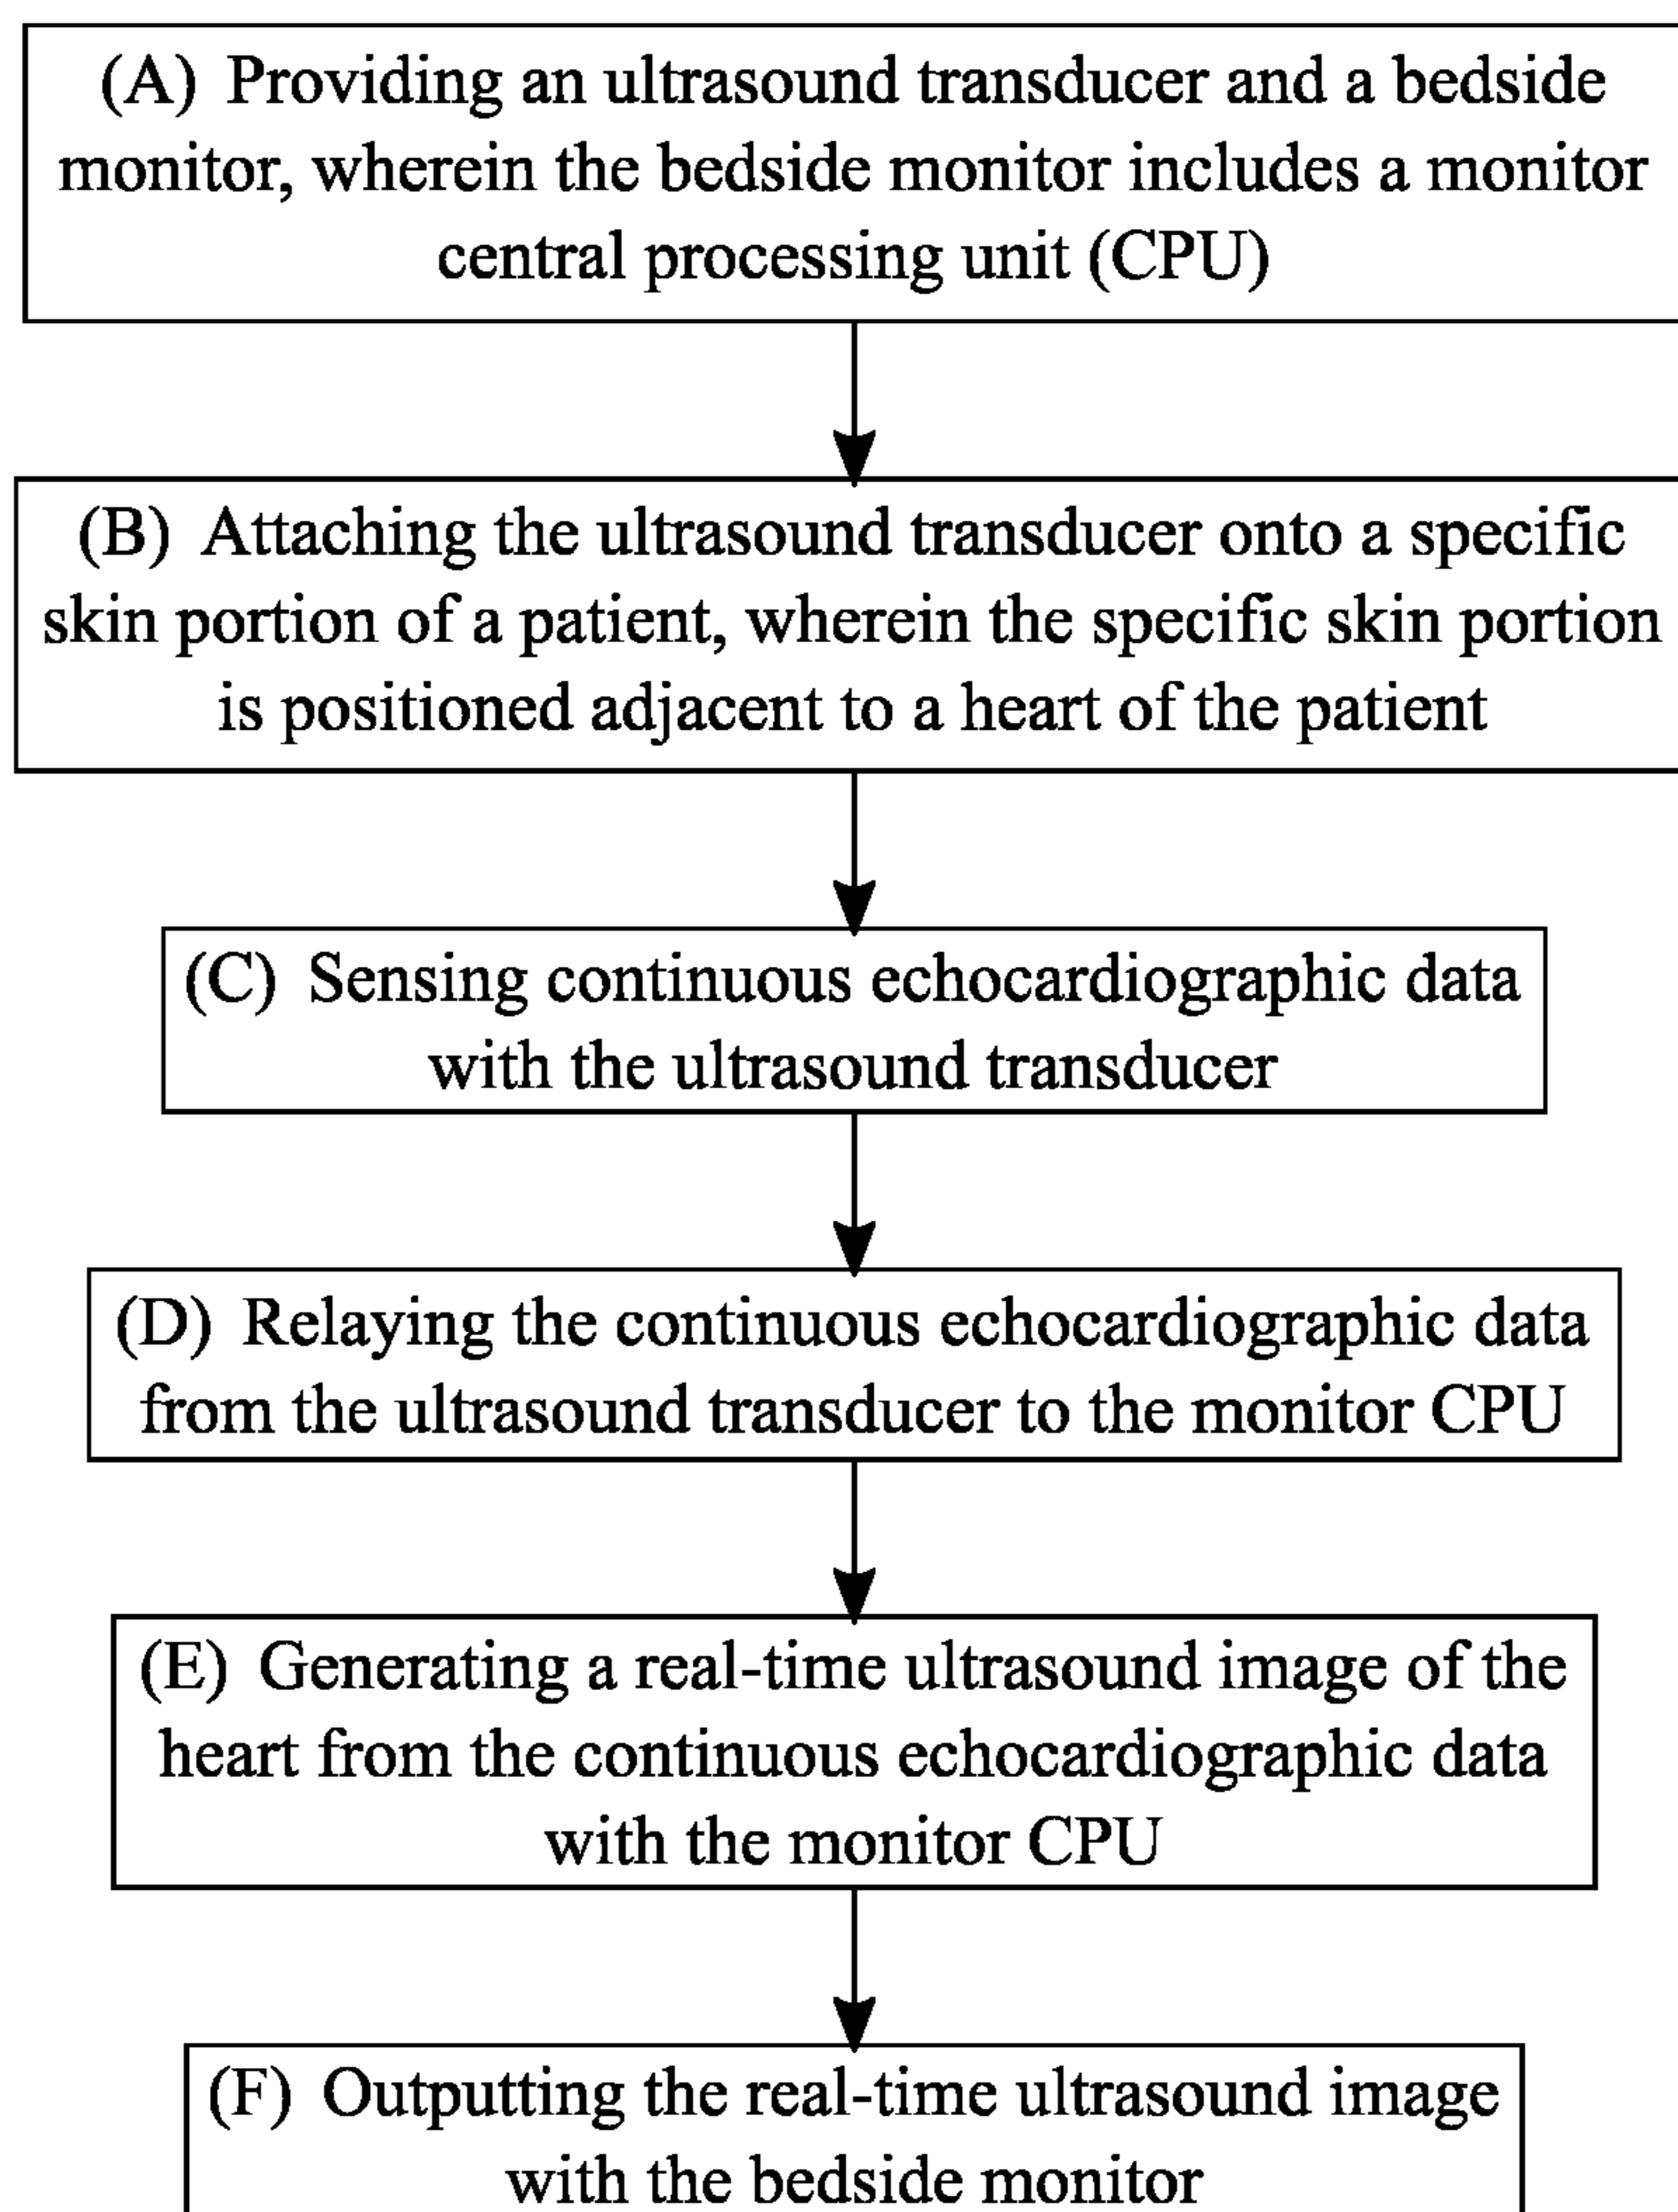 (A) Providing an ultrasound transducer and a bedside
monitor, wherein the bedside monitor includes a monitor
central processing unit (CPU)
(B) Attaching the ultrasound transducer onto a specific
skin portion of a patient, wherein the specific skin portion
is positioned adjacent to a heart of the patient
(C) Sensing continuous echocardiographic data
with the ultrasound transducer
(D) Relaying the continuous echocardiographic data
from the ultrasound transducer to the monitor CPU
(E) Generating a real-time ultrasound image of the
heart from the continuous echocardiographic data
with the monitor CPU
(F) Outputting the real-time ultrasound image
with the bedside monitor